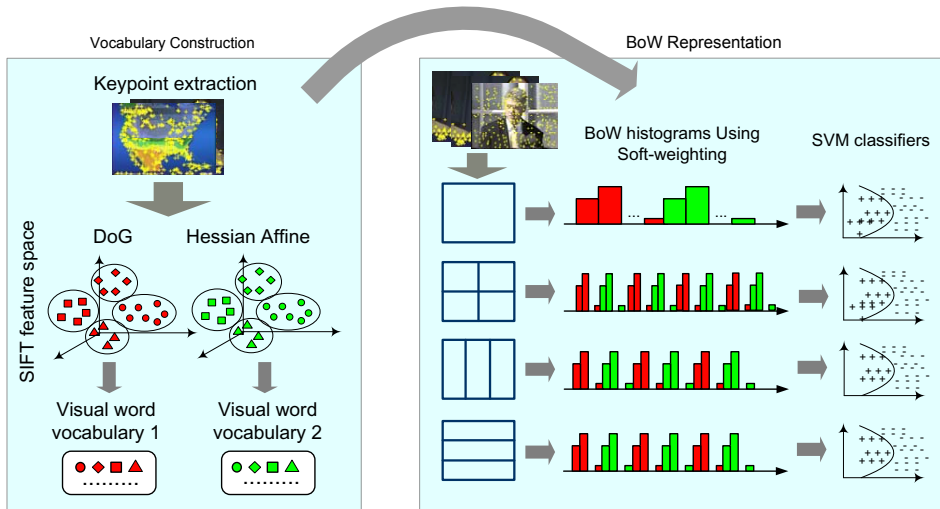 Vocabulary Construction
Keypoint extraction
DoG
Hessian Affine
SIFT feature space
Visual word
vocabulary 1
Visual word
vocabulary 2
BoW Representation
BoW histograms Using
Soft-weighting
SVM classifiers
...
...